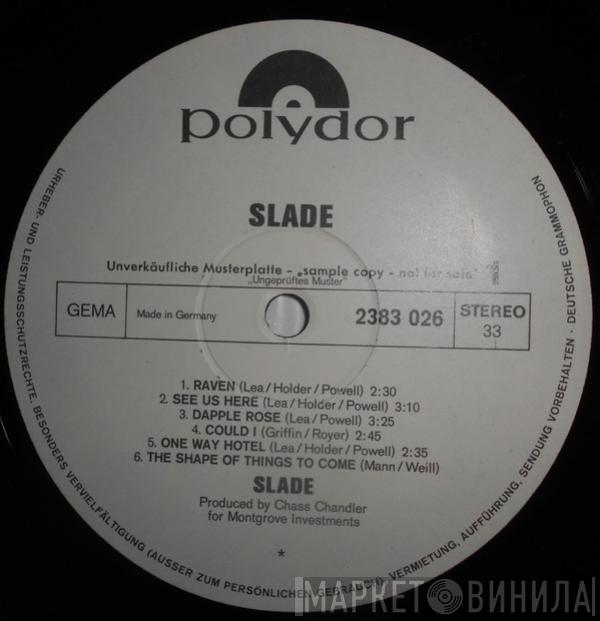 polydor
SLADE
Unverkäufliche Musterplatte - „sample copy - not for sale"
„Ungeprüftes Muster"
GEMA
Made in Germany
2383 026
STEREO
33
1. RAVEN (Lea/Holder/Powell) 2:30
2. SEE US HERE (Lea/Holder/Powell) 3:10
3. DAPPLE ROSE (Lea/Powell) 3:25
4. COULD I (Griffin/Royer) 2:45
5. ONE WAY HOTEL (Lea/Holder/Powell) 2:35
6. THE SHAPE OF THINGS TO COME (Mann/Weill)
SLADE
Produced by Chass Chandler
for Montgrove Investments
*
URHEBER- UND LEISTUNGSSCHUTZRECHTE, BESONDERS VERVIELFÄLTIGUNG (AUSSER ZUM PERSÖNLICHEN GEBRAUCH), VERMIETUNG, AUFFÜHRUNG, SENDUNG VORBEHALTEN · DEUTSCHE GRAMMOPHON
МАРКЕТ ВИНИЛА